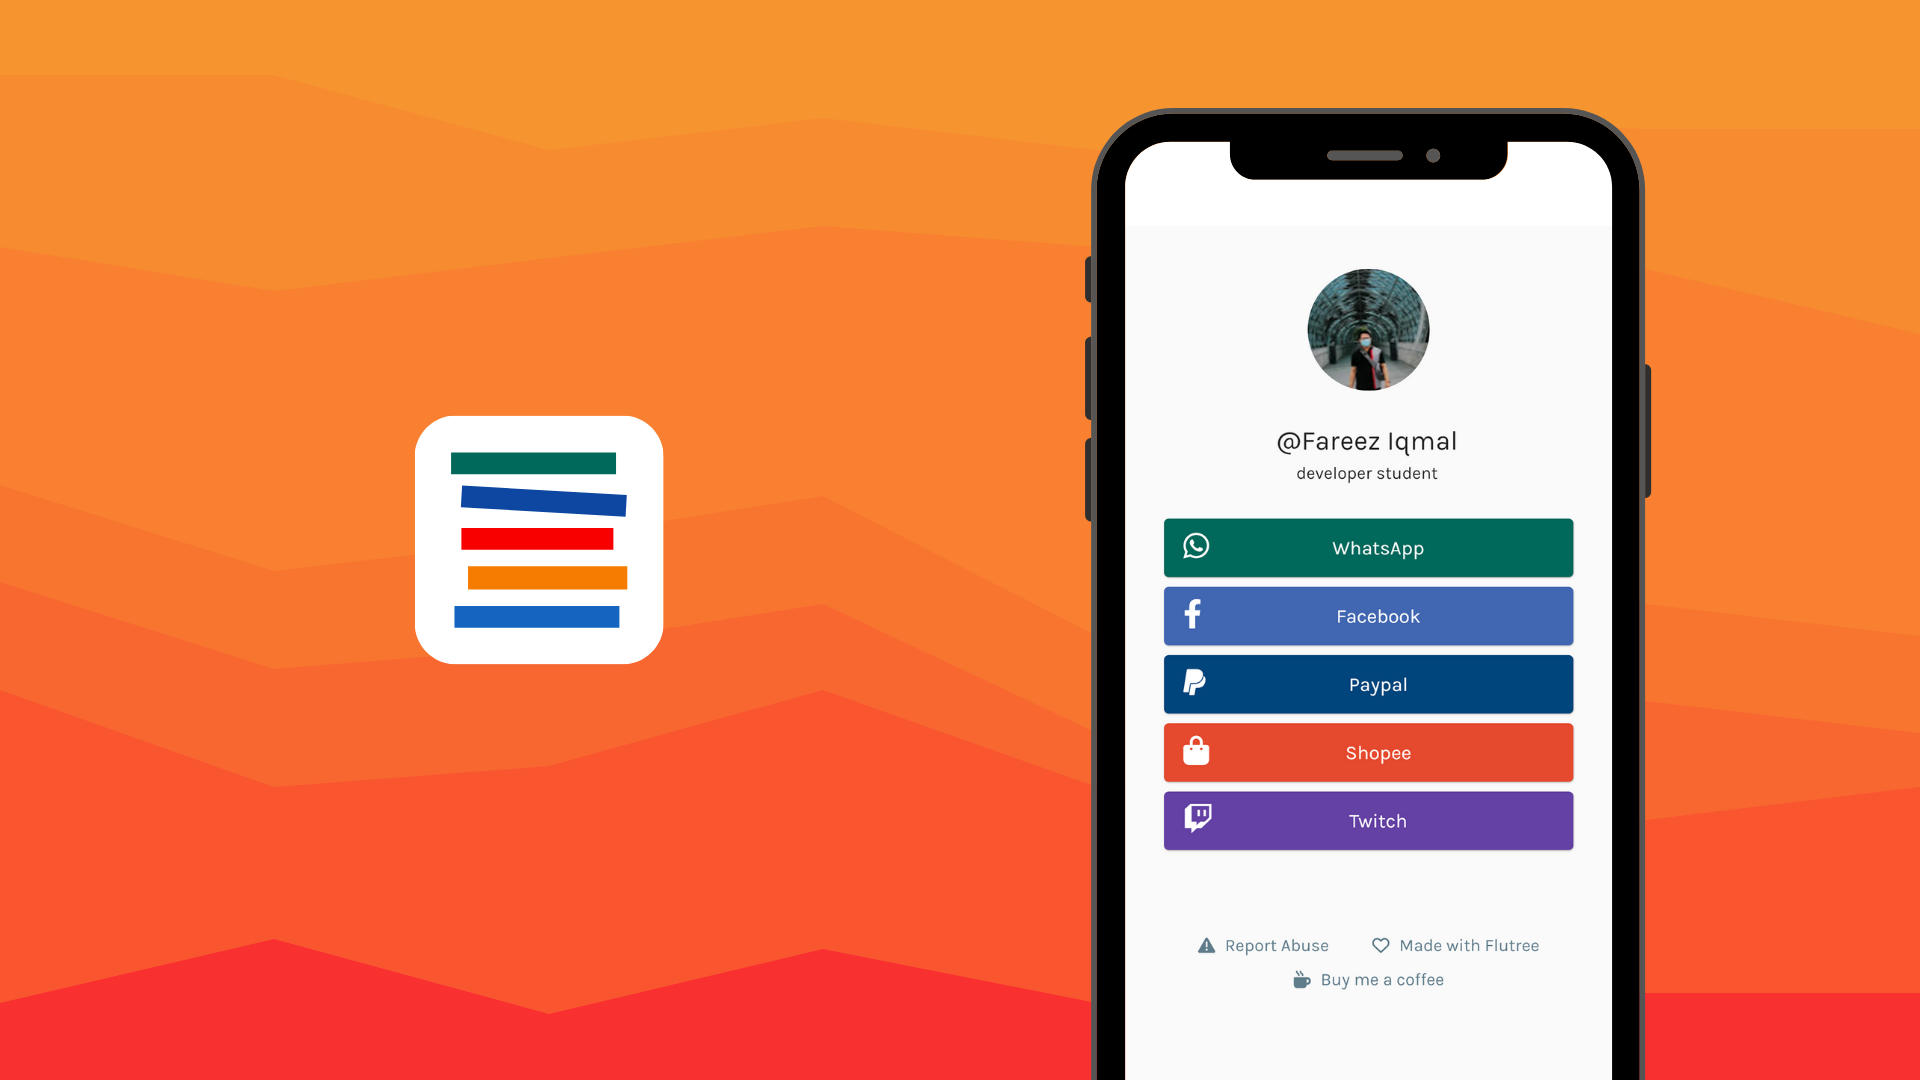 @Fareez Iqmal
developer student
WhatsApp
Facebook
Paypal
Shopee
Twitch
Report Abuse
Made with Flutree
Buy me a coffee